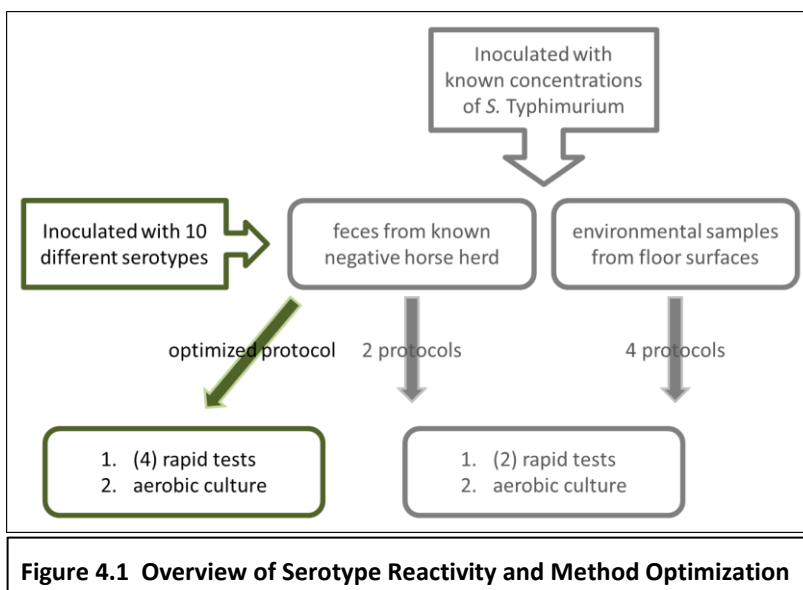 Inoculated with
known concentrations
of S. Typhimurium
Inoculated with 10
different serotypes
feces from known
negative horse herd
environmental samples
from floor surfaces
optimized protocol
2 protocols
4 protocols
1. (4) rapid tests
2. aerobic culture
1. (2) rapid tests
2. aerobic culture
Figure 4.1 Overview of Serotype Reactivity and Method Optimization